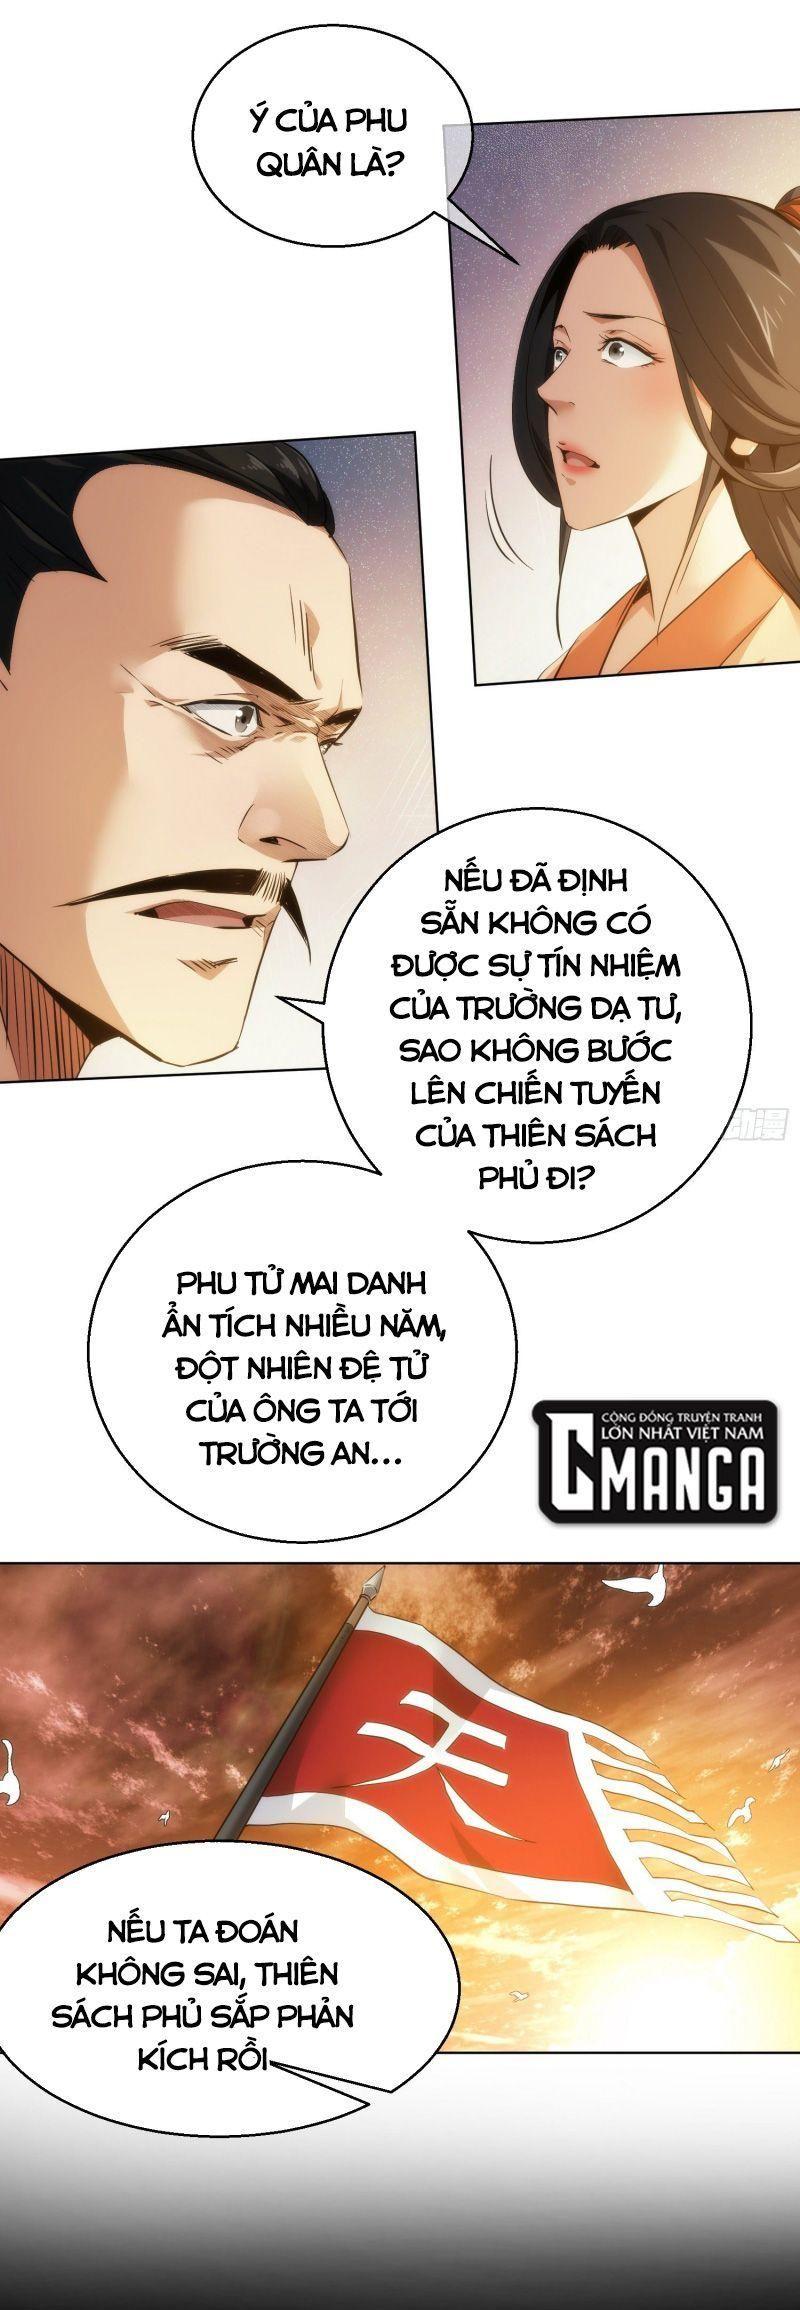 Ý CỦA PHU
QUÂN LÀ?
NẾU ĐÃ ĐỊNH
SẴN KHÔNG CÓ
ĐƯỢC SỰ TÍN NHIỆM
CỦA TRƯỜNG DẠ TƯ,
SAO KHÔNG BƯỚC
LÊN CHIẾN TUYẾN
CỦA THIÊN SÁCH
PHỦ ĐI?
动漫
PHU TỬ MAI DANH
ẨN TÍCH NHIỀU NĂM,
ĐỘT NHIÊN ĐỆ TỬ
CỦA ÔNG TA TỚI
TRƯỜNG AN...
CỘNG ĐỒNG TRUYỆN TRANH
LỚN NHẤT VIỆT NAM
CMANGA
天
NẾU TA ĐOÁN
KHÔNG SAI, THIÊN
SÁCH PHỦ SẮP PHẢN
KÍCH RỒI